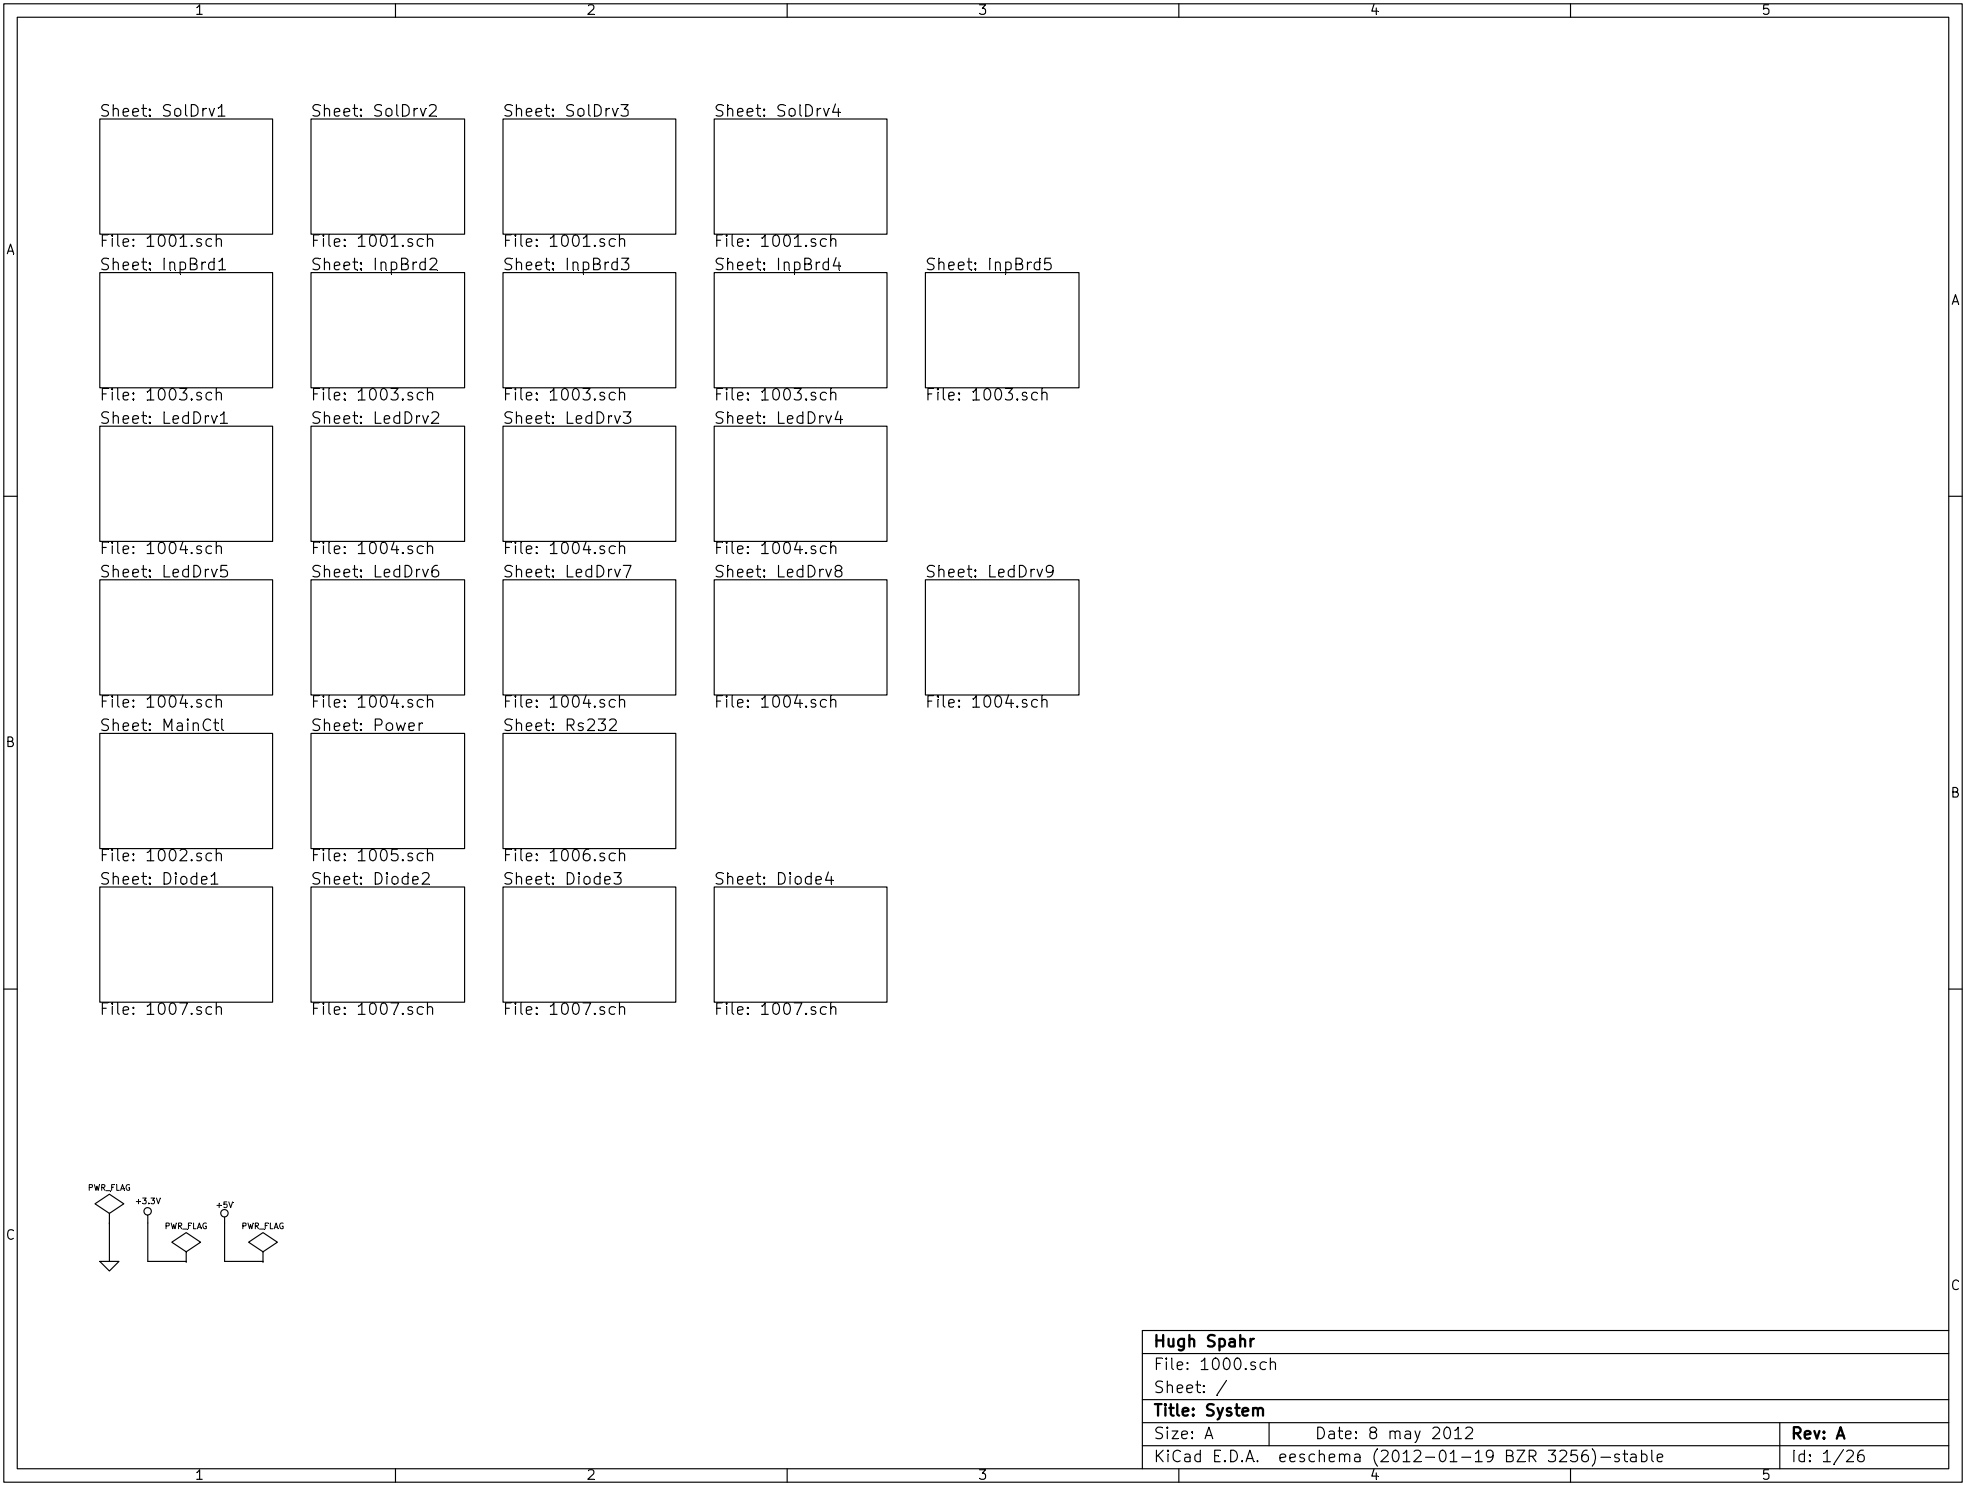 1 2 3 4 5
Sheet: SolDrv1 Sheet: SolDrv2 Sheet: SolDrv3 Sheet: SolDrv4
File: 1001.sch File: 1001.sch File: 1001.sch File: 1001.sch
A
Sheet: InpBrd1 Sheet: InpBrd2 Sheet: InpBrd3 Sheet: InpBrd4 Sheet: InpBrd5
A
File: 1003.sch File: 1003.sch File: 1003.sch File: 1003.sch File: 1003.sch
Sheet: LedDrv1 Sheet: LedDrv2 Sheet: LedDrv3 Sheet: LedDrv4
File: 1004.sch File: 1004.sch File: 1004.sch File: 1004.sch
Sheet: LedDrv5 Sheet: LedDrv6 Sheet: LedDrv7 Sheet: LedDrv8 Sheet: LedDrv9
File: 1004.sch File: 1004.sch File: 1004.sch File: 1004.sch File: 1004.sch
Sheet: MainCtl Sheet: Power Sheet: Rs232
B
B
File: 1002.sch File: 1005.sch File: 1006.sch
Sheet: Diode1 Sheet: Diode2 Sheet: Diode3 Sheet: Diode4
File: 1007.sch File: 1007.sch File: 1007.sch File: 1007.sch
PWR_FLAG
+3.3V +5V
PWR_FLAG PWR_FLAG
C
C
Hugh Spahr
File: 1000.sch
Sheet: /
Title: System
Size: A Date: 8 may 2012 Rev: A
KiCad E.D.A. eeschema (2012-01-19 BZR 3256)-stable Id: 1/26
1 2 3 4 5